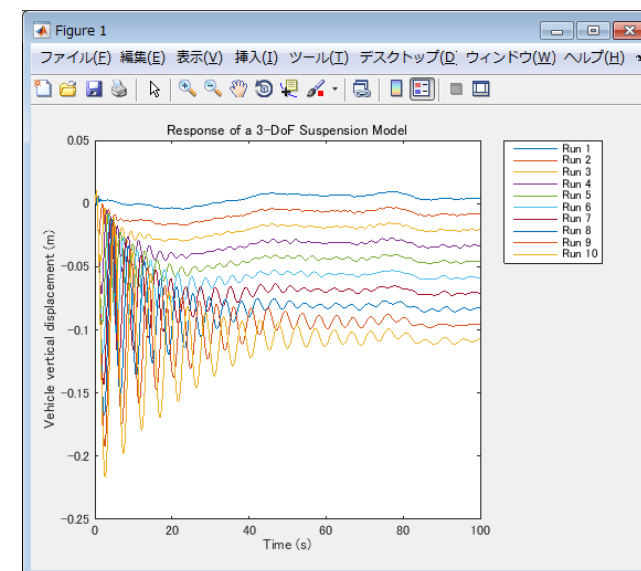 Figure 1
ファイル(F) 編集(E) 表示(V) 挿入(I) ツール(T) デスクトップ(D ウィンドウ(W) ヘルプ(H)
Response of a 3-DoF Suspension Model
0.05
0
-0.05
-0.1
-0.15
-0.2
-0.25
Vehicle vertical displacement (m)
0 20 40 60 80 100
Time (s)
Run 1
Run 2
Run 3
Run 4
Run 5
Run 6
Run 7
Run 8
Run 9
Run 10